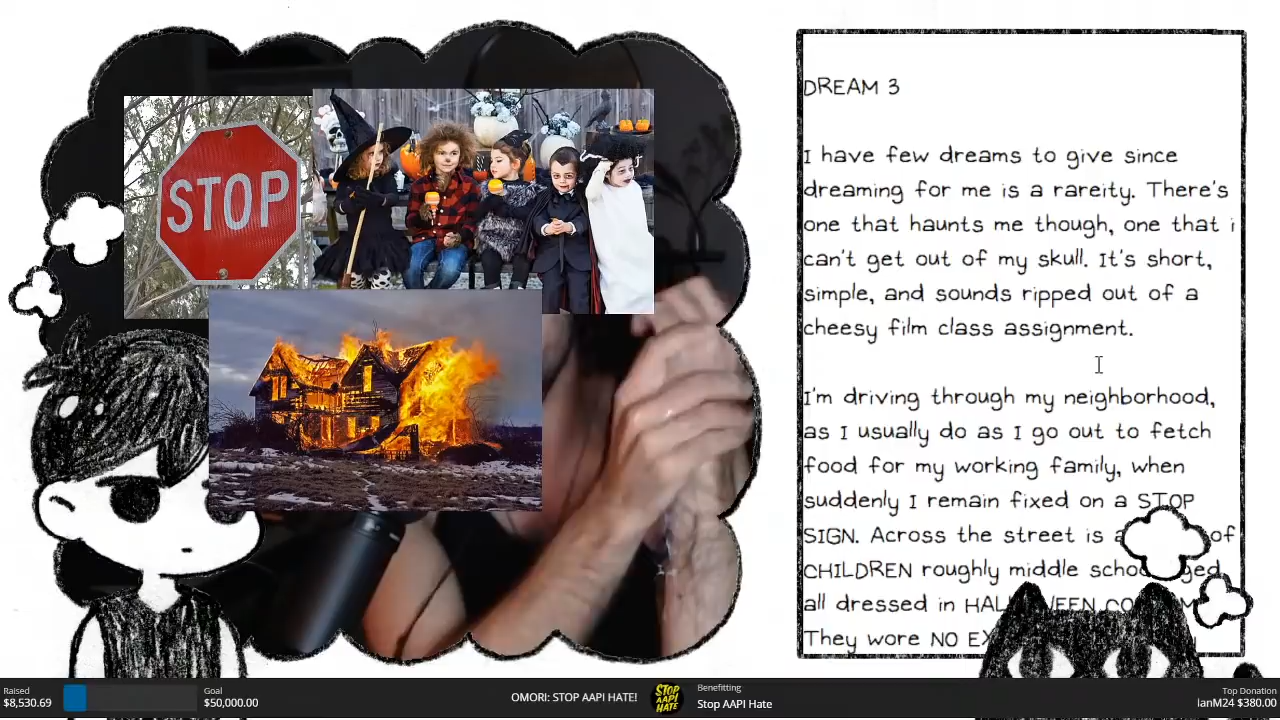 STOP
DREAM 3
I have few dreams to give since
dreaming for me is a rareity. There's
one that haunts me though, one that i
can't get out of my skull. It's short,
simple, and sounds ripped out of a
cheesy film class assignment.
I'm driving through my neighborhood,
as I usually do as I go out to fetch
food for my working family, when
suddenly I remain fixed on a STOP
SIGN. Across the street is of
CHILDREN roughly middle
all dressed in
They wore NO
Raised
$8,530.69
Goal
$50,000.00
OMORI: STOP AAPI HATE!
STOP
AAPI
HATE
Benefitting
Stop AAPI Hate
Top Donation
IanM24 $380.00